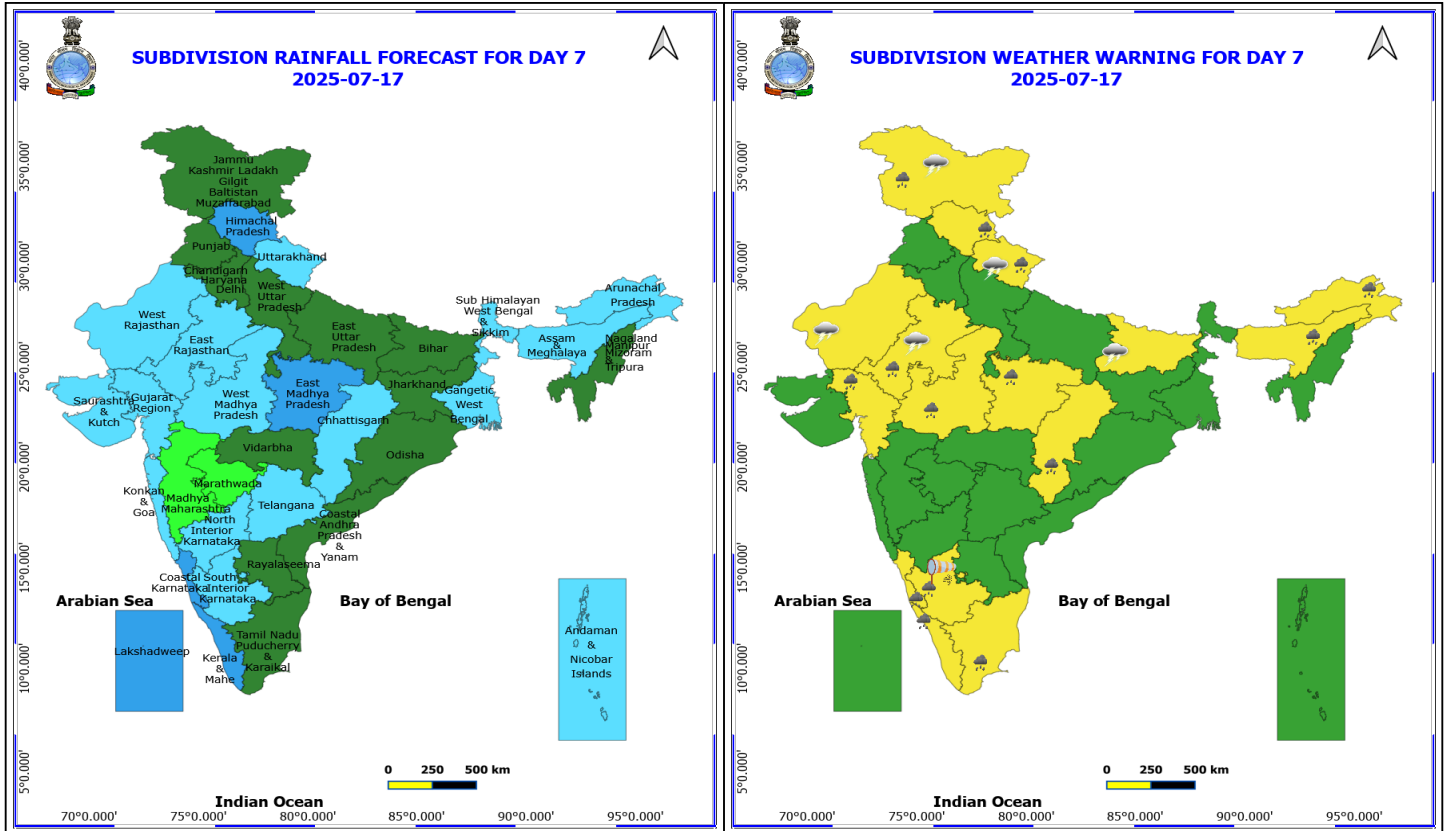 SUBDIVISION RAINFALL FORECAST FOR DAY 7
2025-07-17
40°0.000'
35°0.000'
30°0.000'
25°0.000'
20°0.000'
15°0.000'
10°0.000'
5°0.000'
Jammu
Kashmir Ladakh
Gilgit
Baltistan
Muzaffarabad
Himachal
Pradesh
Punjab
Uttarakhand
Chandigarh
Haryana
Delhi
West
Uttar
Pradesh
West
Rajasthan
East
Rajasthan
East
Uttar
Pradesh
Bihar
Sub Himalayan
West Bengal
&
Sikkim
Arunachal
Pradesh
Assam
&
Meghalaya
Nagaland
Manipur
Mizoram
&
Tripura
Saurashtra
&
Kutch
Gujarat
Region
West
Madhya
Pradesh
East
Madhya
Pradesh
Jharkhand
Gangetic
West
Bengal
Chhattisgarh
Vidarbha
Odisha
Konkan
&
Goa
Madhya
Maharashtra
Marathwada
Telangana
North
Interior
Karnataka
Coastal
Andhra
Pradesh
&
Yanam
Rayalaseema
Coastal
Karnataka
South
Interior
Karnataka
Arabian Sea
Bay of Bengal
Lakshadweep
Kerala
&
Mahe
Tamil Nadu
Puducherry
&
Karaikal
Andaman
&
Nicobar
Islands
0 250 500 km
Indian Ocean
70°0.000' 75°0.000' 80°0.000' 85°0.000' 90°0.000' 95°0.000'
SUBDIVISION WEATHER WARNING FOR DAY 7
2025-07-17
40°0.000'
35°0.000'
30°0.000'
25°0.000'
20°0.000'
15°0.000'
10°0.000'
5°0.000'
Arabian Sea
Bay of Bengal
0 250 500 km
Indian Ocean
70°0.000' 75°0.000' 80°0.000' 85°0.000' 90°0.000' 95°0.000'